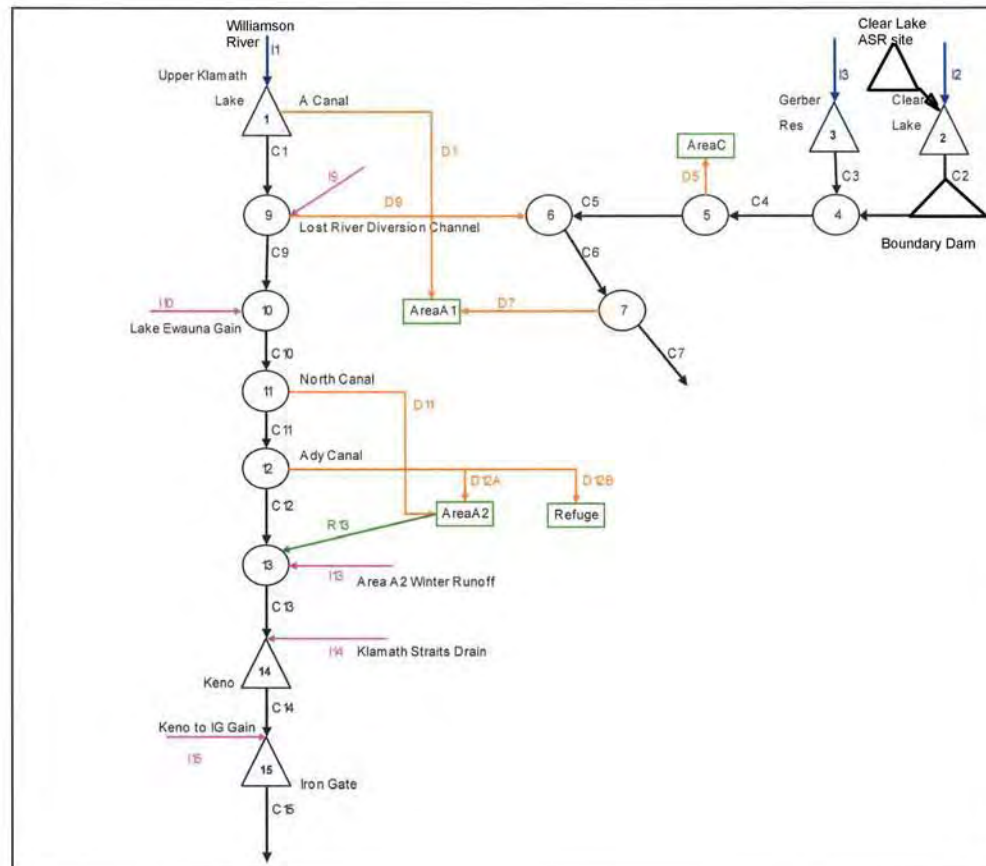 Williamson
River
I1
Upper Klamath
Lake
1
A Canal
C1
D1
Clear Lake
ASR site
I3
I2
Gerber
Res
3
Clear
Lake
2
C3
C2
AreaC
D5
I9
9
D9
Lost River Diversion Channel
6
C5
5
C4
4
Boundary Dam
C9
C6
I10
10
Lake Ewauna Gain
AreaA1
D7
7
C7
C10
11
North Canal
D11
C11
12
Ady Canal
D12A
D12B
C12
AreaA2
Refuge
R13
13
I13
Area A2 Winter Runoff
C13
I14
Klamath Straits Drain
14
Keno
C14
Keno to IG Gain
I15
15
Iron Gate
C15